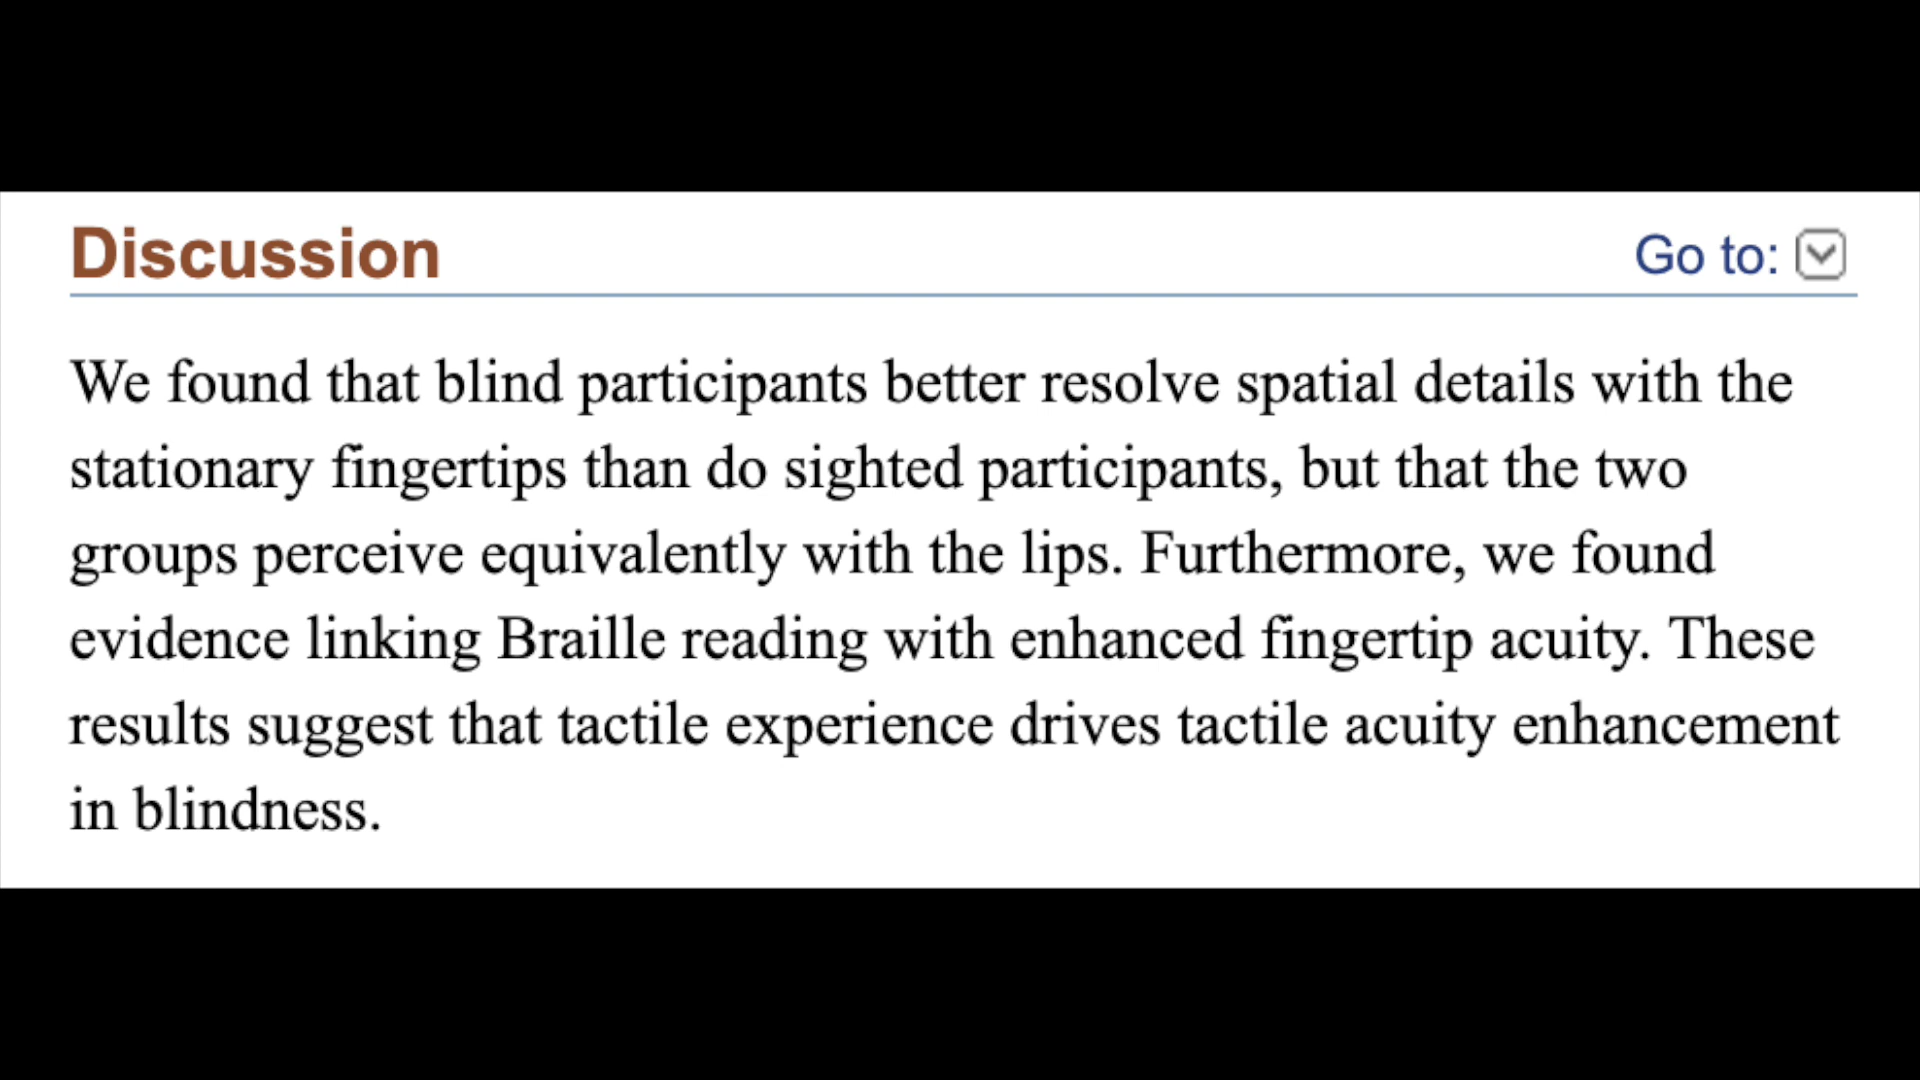 Discussion
Go to:
We found that blind participants better resolve spatial details with the
stationary fingertips than do sighted participants, but that the two
groups perceive equivalently with the lips. Furthermore, we found
evidence linking Braille reading with enhanced fingertip acuity. These
results suggest that tactile experience drives tactile acuity enhancement
in blindness.